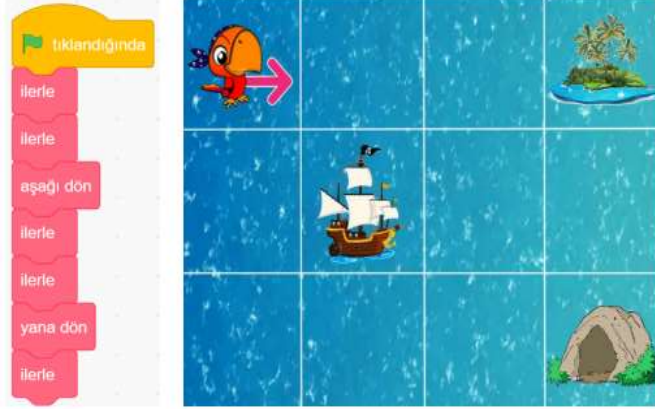 tıklandığında
ilerle
ilerle
aşağı dön
ilerle
ilerle
yana dön
ilerle